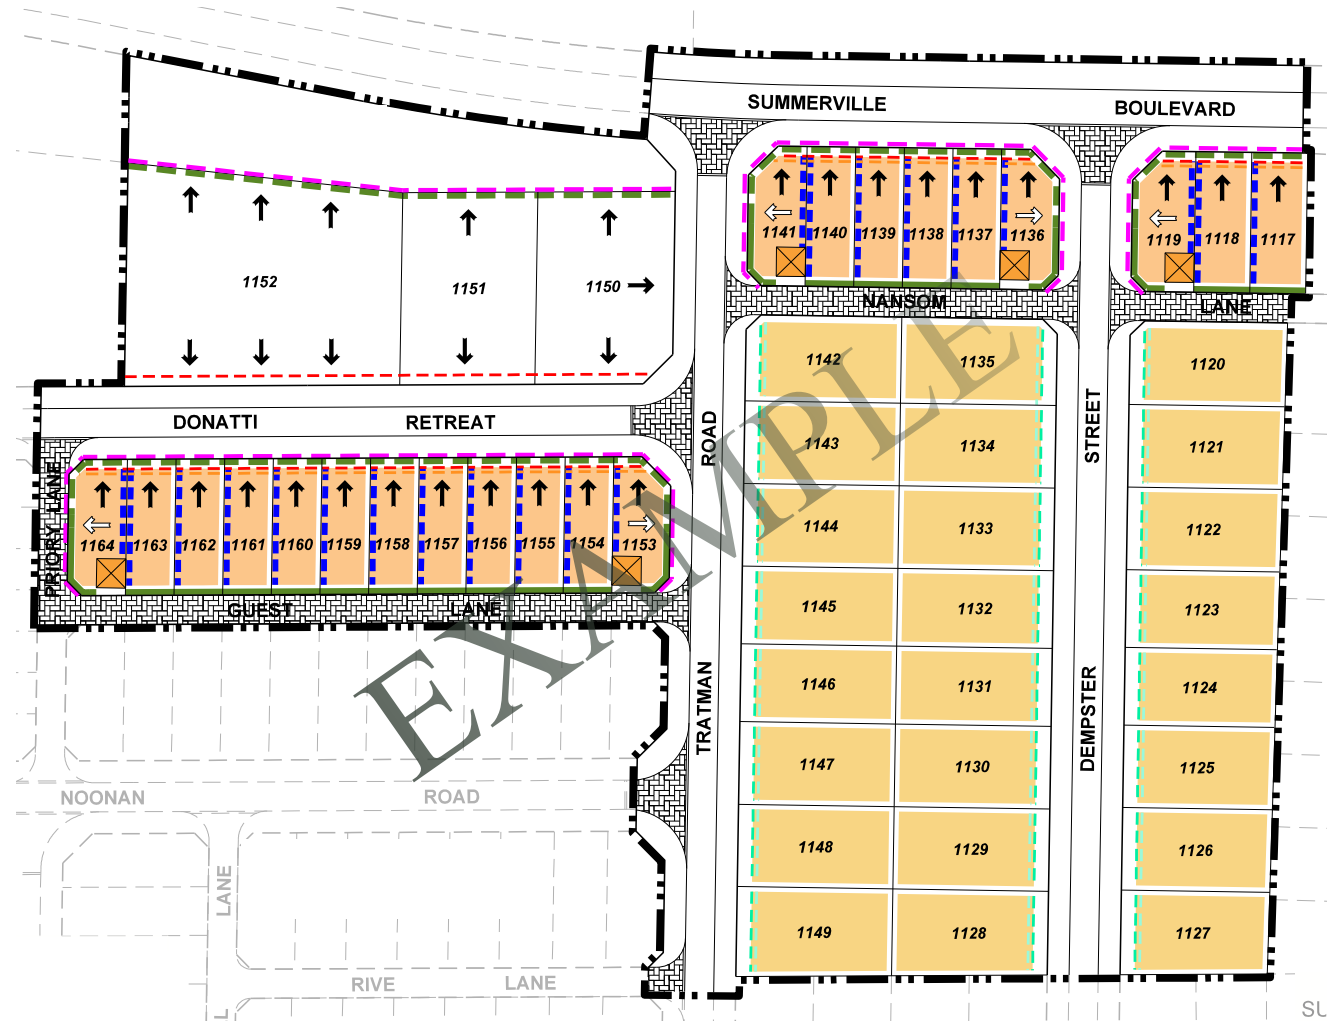 SUMMERVILLE BOULEVARD
1141 1140 1139 1138 1137 1136 1119 1118 1117
1152 1151 1150
NANSOM LANE
1142 1135 1120
DONATTI RETREAT
ROAD
STREET
1143 1134 1121
PRIORY LANE
1164 1163 1162 1161 1160 1159 1158 1157 1156 1155 1154 1153
1144 1133 1122
GUEST LANE
1145 1132 1123
EXAMPLE
TRATMAN
DEMPSTER
1146 1131 1124
1147 1130 1125
NOONAN ROAD
1148 1129 1126
LANE
1149 1128 1127
RIVE LANE
L
SU